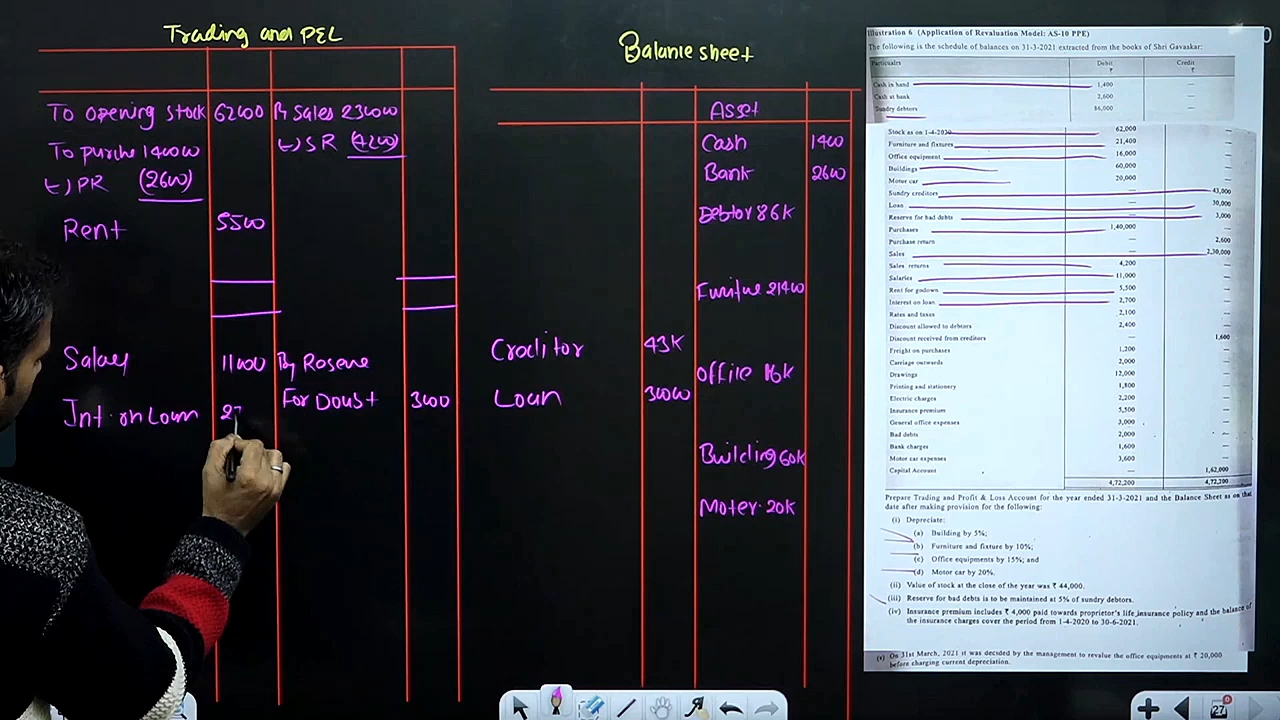 Trading and P&L
To opening stock 62000 By Sales 230000
(-) SR (4200)
To purche 140000
(-) PR (2600)
Rent 5500
Salary 11000 By Reserve
For Doubt 3000
Int. on Loan 27
Balance sheet
Asset
Cash 1400
Bank 2600
Debtor 86k
Furniture 21400
Creditor 43K
Office 16k
Loan 30000
Building 60k
Moter 20k
Illustration 6 (Application of Revaluation Model: AS-10 PPE)
The following is the schedule of balances on 31-3-2021 extracted from the books of Shri Gavaskar:
Particualrs Debit Credit
₹ ₹
Cash in hand 1,400 —
Cash at bank 2,600 —
Sundry debtors 86,000 —
Stock as on 1-4-2020 62,000 —
Furniture and fixtures 21,400 —
Office equipment 16,000 —
Buildings 60,000 —
Motor car 20,000 —
Sundry creditors — 43,000
Loan — 30,000
Reserve for bad debts — 3,000
Purchases 1,40,000 —
Purchase return — 2,600
Sales — 2,30,000
Sales returns 4,200 —
Salaries 11,000 —
Rent for godown 5,500 —
Interest on loan 2,700 —
Rates and taxes 2,100 —
Discount allowed to debtors 2,400 —
Discount received from creditors — 1,600
Freight on purchases 1,200 —
Carriage outwards 2,000 —
Drawings 12,000 —
Printing and stationery 1,800 —
Electric charges 2,200 —
Insurance premium 5,500 —
General office expenses 3,000 —
Bad debts 2,000 —
Bank charges 1,600 —
Motor car expenses 3,600 —
Capital Account — 1,62,000
4,72,200 4,72,200
Prepare Trading and Profit & Loss Account for the year ended 31-3-2021 and the Balance Sheet as on that
date after making provision for the following:
(i) Depreciate:
(a) Building by 5%;
(b) Furniture and fixture by 10%;
(c) Office equipments by 15%; and
(d) Motor car by 20%.
(ii) Value of stock at the close of the year was ₹ 44,000.
(iii) Reserve for bad debts is to be maintained at 5% of sundry debtors.
(iv) Insurance premium includes ₹ 4,000 paid towards proprietor's life insurance policy and the balance of
the insurance charges cover the period from 1-4-2020 to 30-6-2021.
(v) On 31st March, 2021 it was decided by the management to revalue the office equipments at ₹ 20,000
before charging current depreciation.
27